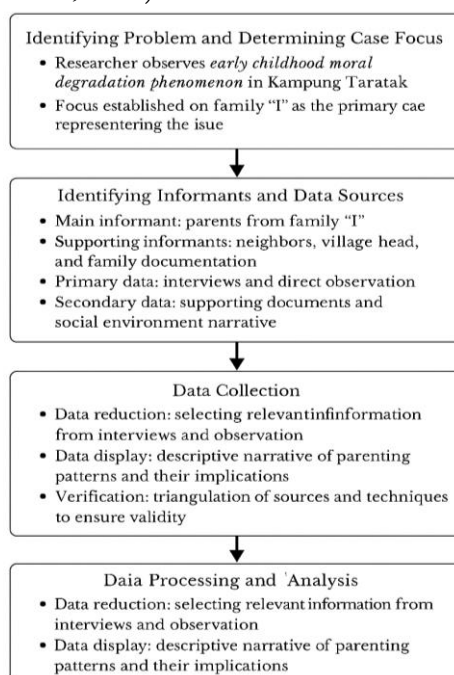 Identifying Problem and Determining Case Focus
• Researcher observes early childhood moral
degradation phenomenon in Kampung Taratak
• Focus established on family “I” as the primary cae
representering the isue
Identifying Informants and Data Sources
• Main informant: parents from family “I”
• Supporting informants: neighbors, village head,
and family documentation
• Primary data: interviews and direct observation
• Secondary data: supporting documents and
social environment narrative
Data Collection
• Data reduction: selecting relevantinfinformation
from interviews and observation
• Data display: descriptive narrative of parenting
patterns and their implications
• Verification: triangulation of sources and techniques
to ensure validity
Daia Processing and 'Analysis
• Data reduction: selecting relevant information from
interviews and observation
• Data display: descriptive narrative of parenting
patterns and their implications